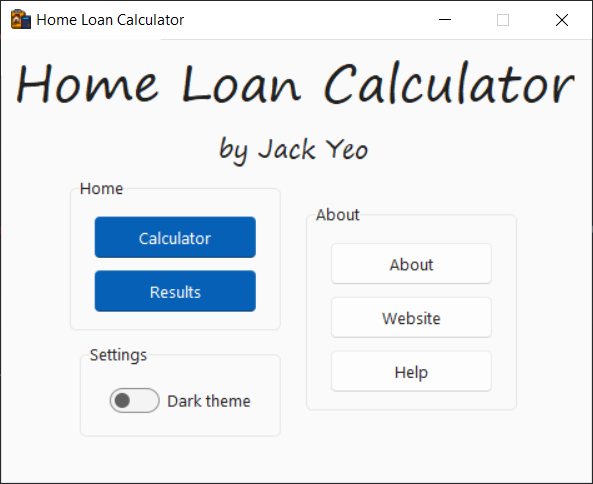 Home Loan Calculator
Home Loan Calculator
by Jack Yeo
Home
Calculator
Results
Settings
Dark theme
About
About
Website
Help